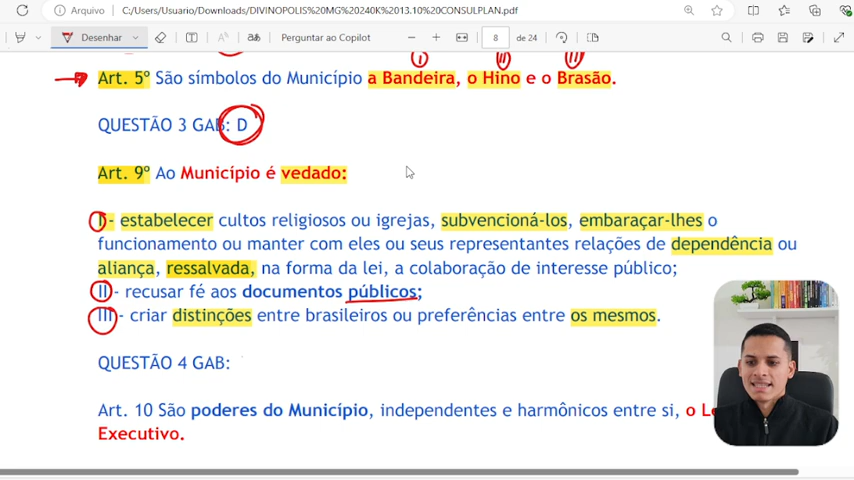 Arquivo C:/Users/Usuario/Downloads/DIVINOPOLIS%20MG%20240K%2013.10%20CONSULPLAN.pdf
Desenhar Perguntar ao Copilot 8 de 24
I II III
Art. 5º São símbolos do Município a Bandeira, o Hino e o Brasão.
QUESTÃO 3 GAB: D
Art. 9º Ao Município é vedado:
I - estabelecer cultos religiosos ou igrejas, subvencioná-los, embaraçar-lhes o
funcionamento ou manter com eles ou seus representantes relações de dependência ou
aliança, ressalvada, na forma da lei, a colaboração de interesse público;
II - recusar fé aos documentos públicos;
III - criar distinções entre brasileiros ou preferências entre os mesmos.
QUESTÃO 4 GAB:
Art. 10 São poderes do Município, independentes e harmônicos entre si, o
Executivo.